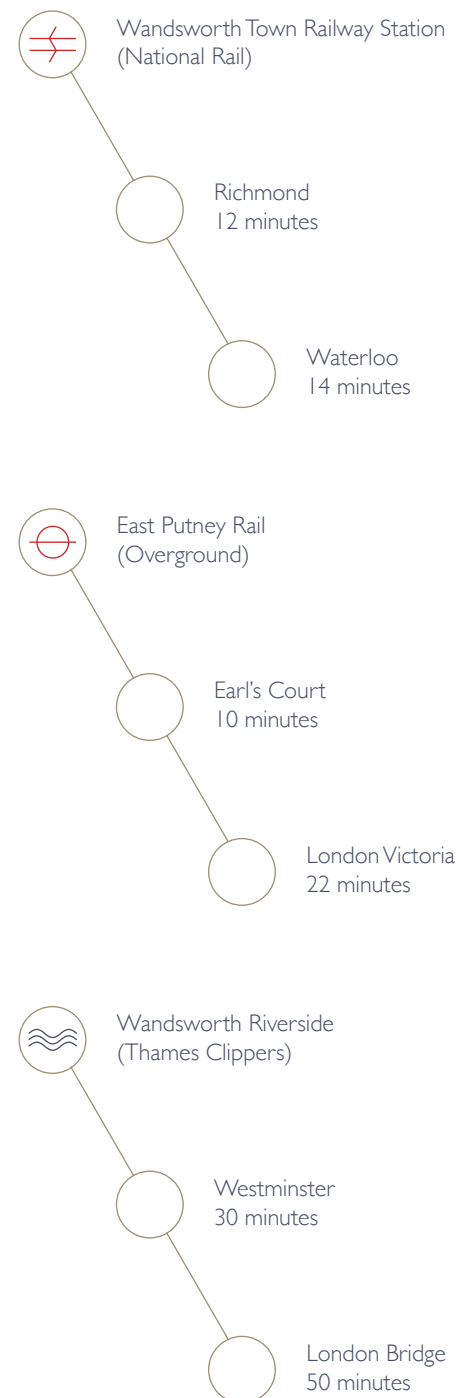 Wandsworth Town Railway Station
(National Rail)
Richmond
12 minutes
Waterloo
14 minutes
East Putney Rail
(Overground)
Earl's Court
10 minutes
London Victoria
22 minutes
Wandsworth Riverside
(Thames Clippers)
Westminster
30 minutes
London Bridge
50 minutes